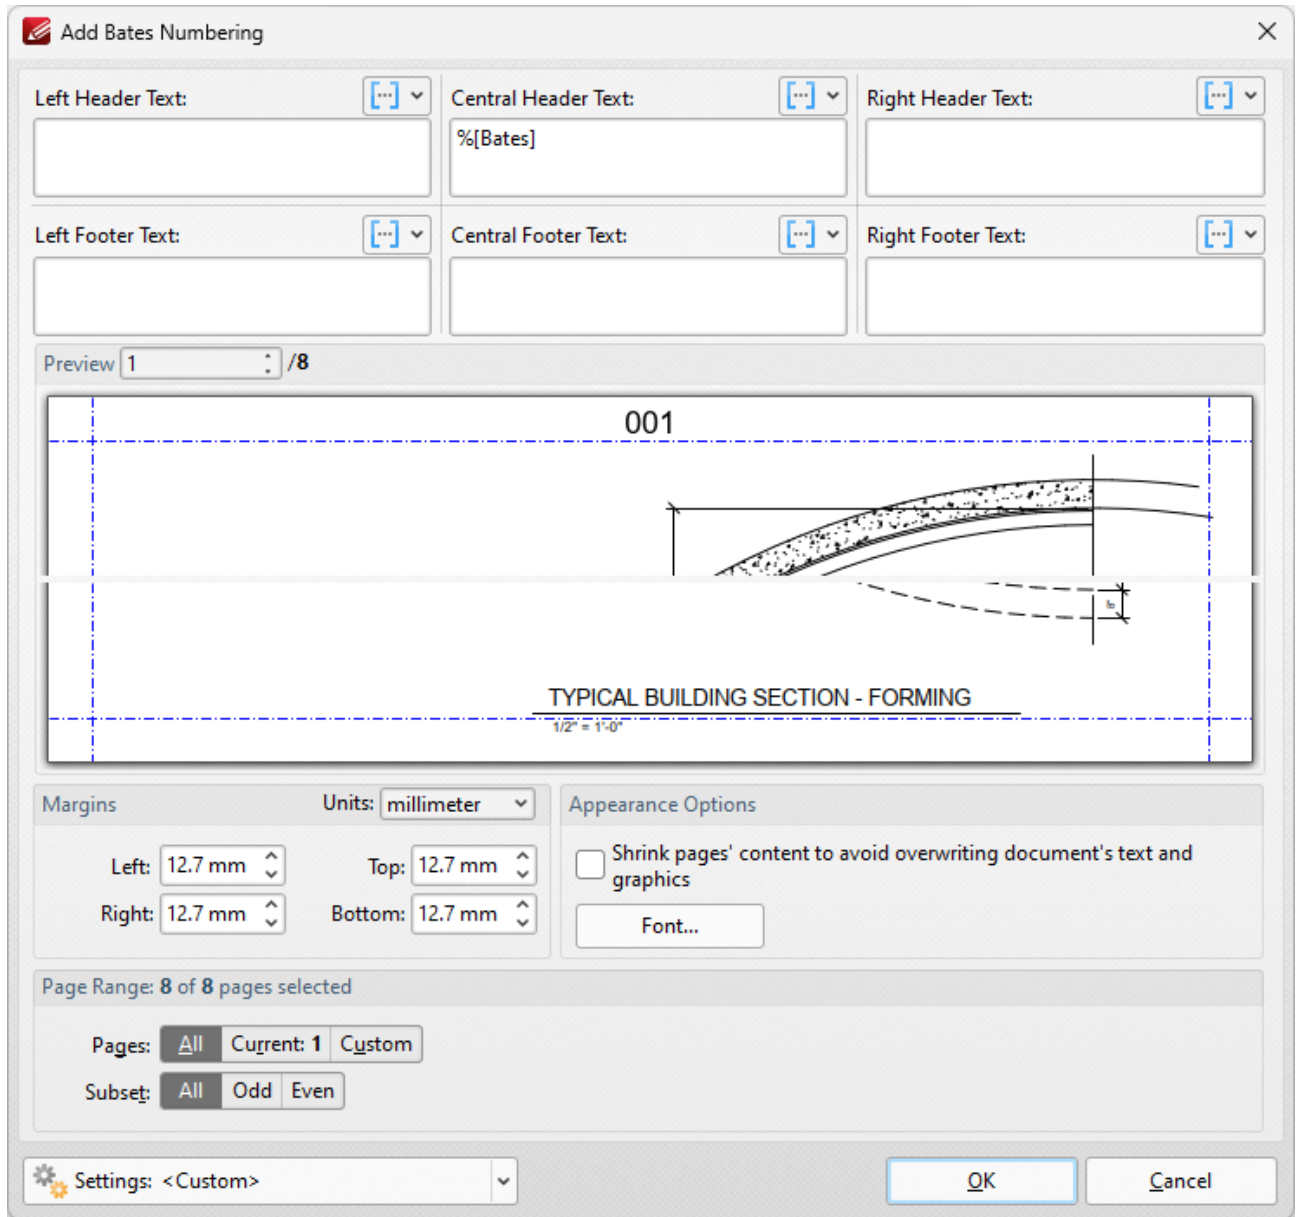 Add Bates Numbering
Left Header Text:
Central Header Text:
Right Header Text:
%[Bates]
Left Footer Text:
Central Footer Text:
Right Footer Text:
Preview 1 /8
001
TYPICAL BUILDING SECTION - FORMING
1/2" = 1'-0"
Margins
Units: millimeter
Left: 12.7 mm
Top: 12.7 mm
Right: 12.7 mm
Bottom: 12.7 mm
Appearance Options
Shrink pages' content to avoid overwriting document's text and
graphics
Font...
Page Range: 8 of 8 pages selected
Pages: All Current: 1 Custom
Subset: All Odd Even
Settings: <Custom>
OK
Cancel